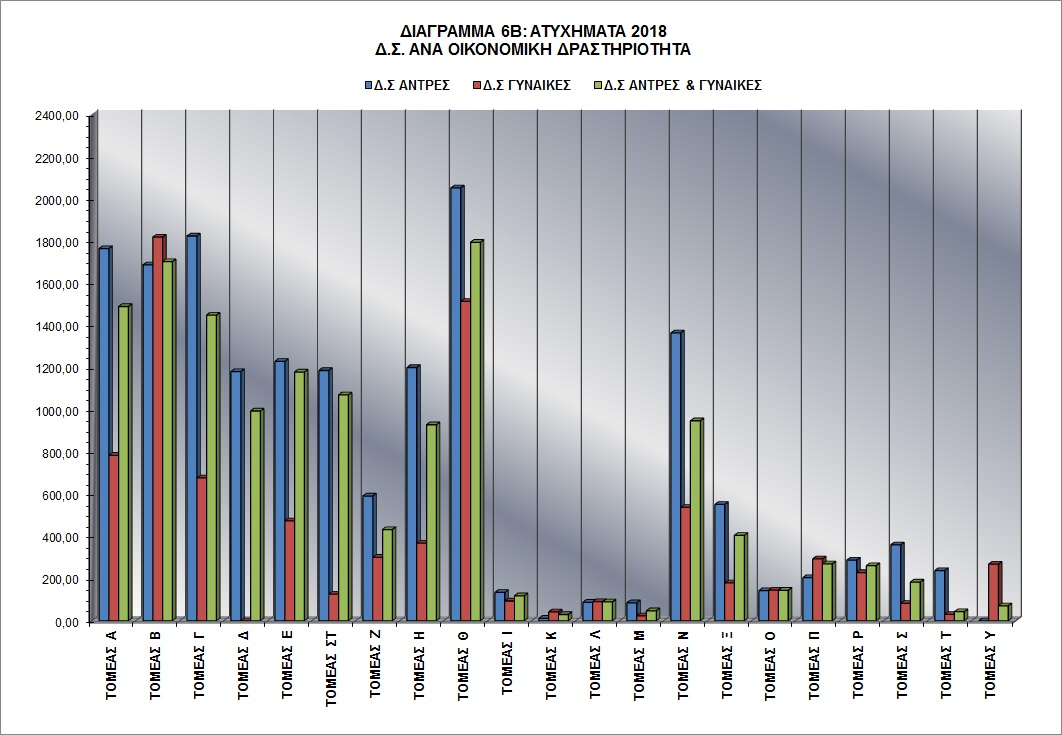 ΔΙΑΓΡΑΜΜΑ 6Β: ΑΤΥΧΗΜΑΤΑ 2018
Δ.Σ. ΑΝΑ ΟΙΚΟΝΟΜΙΚΗ ΔΡΑΣΤΗΡΙΟΤΗΤΑ
Δ.Σ ΑΝΤΡΕΣ Δ.Σ ΓΥΝΑΙΚΕΣ Δ.Σ ΑΝΤΡΕΣ & ΓΥΝΑΙΚΕΣ
2400,00
2200,00
2000,00
1800,00
1600,00
1400,00
1200,00
1000,00
800,00
600,00
400,00
200,00
0,00
ΤΟΜΕΑΣ Α
ΤΟΜΕΑΣ Β
ΤΟΜΕΑΣ Γ
ΤΟΜΕΑΣ Δ
ΤΟΜΕΑΣ Ε
ΤΟΜΕΑΣ ΣΤ
ΤΟΜΕΑΣ Ζ
ΤΟΜΕΑΣ Η
ΤΟΜΕΑΣ Θ
ΤΟΜΕΑΣ Ι
ΤΟΜΕΑΣ Κ
ΤΟΜΕΑΣ Λ
ΤΟΜΕΑΣ Μ
ΤΟΜΕΑΣ Ν
ΤΟΜΕΑΣ Ξ
ΤΟΜΕΑΣ Ο
ΤΟΜΕΑΣ Π
ΤΟΜΕΑΣ Ρ
ΤΟΜΕΑΣ Σ
ΤΟΜΕΑΣ Τ
ΤΟΜΕΑΣ Υ